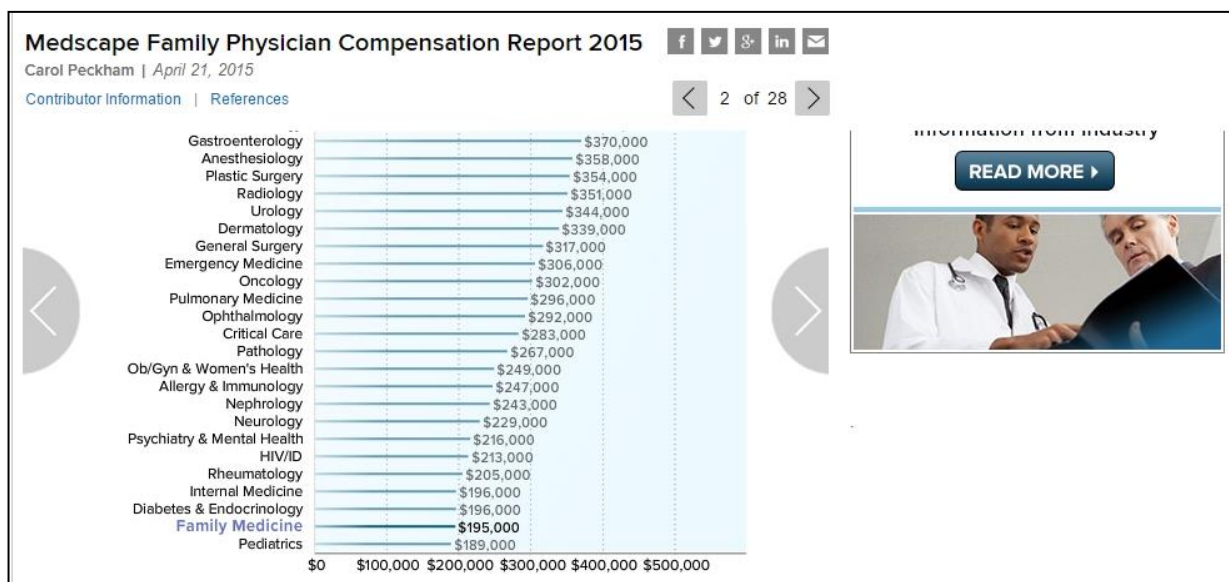 Medscape Family Physician Compensation Report 2015
Carol Peckham | April 21, 2015
Contributor Information | References
2 of 28
Information from Industry
READ MORE
Gastroenterology $370,000
Anesthesiology $358,000
Plastic Surgery $354,000
Radiology $351,000
Urology $344,000
Dermatology $339,000
General Surgery $317,000
Emergency Medicine $306,000
Oncology $302,000
Pulmonary Medicine $296,000
Ophthalmology $292,000
Critical Care $283,000
Pathology $267,000
Ob/Gyn & Women's Health $249,000
Allergy & Immunology $247,000
Nephrology $243,000
Neurology $229,000
Psychiatry & Mental Health $216,000
HIV/ID $213,000
Rheumatology $205,000
Internal Medicine $196,000
Diabetes & Endocrinology $196,000
Family Medicine $195,000
Pediatrics $189,000
$0 $100,000 $200,000 $300,000 $400,000 $500,000